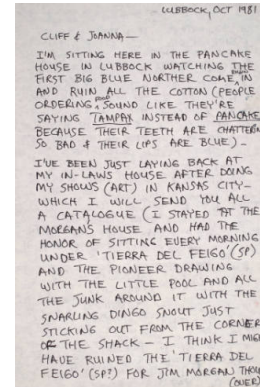 LUBBOCK, OCT 1981
CLIFF & JOANNA—
I'M SITTING HERE IN THE PANCAKE
HOUSE IN LUBBOCK WATCHING THE
FIRST BIG BLUE NORTHER COME IN
AND RUIN ALL THE COTTON (PEOPLE
ORDERING SOUND LIKE THEY'RE
SAYING TAMPAX INSTEAD OF PANCAKE
BECAUSE THEIR TEETH ARE CHATTERIN
SO BAD & THEIR LIPS ARE BLUE)—
I'VE BEEN JUST LAYING BACK AT
MY IN-LAWS HOUSE AFTER DOING
MY SHOWS (ART) IN KANSAS CITY—
WHICH I WILL SEND YOU ALL
A CATALOGUE (I STAYED AT THE
MORGAN'S HOUSE AND HAD THE
HONOR OF SITTING EVERY MORNING
UNDER 'TIERRA DEL FEIGO' (SP)
AND THE PIONEER DRAWING
WITH THE LITTLE POOL AND ALL
THE JUNK AROUND IT WITH THE
SNARLING DINGO SNOUT JUST
STICKING OUT FROM THE CORNER
OF THE SHACK — I THINK I MIGH
HAVE RUINED THE 'TIERRA DEL
FEIGO' (SP?) FOR JIM MORGAN THOU
(OVER)